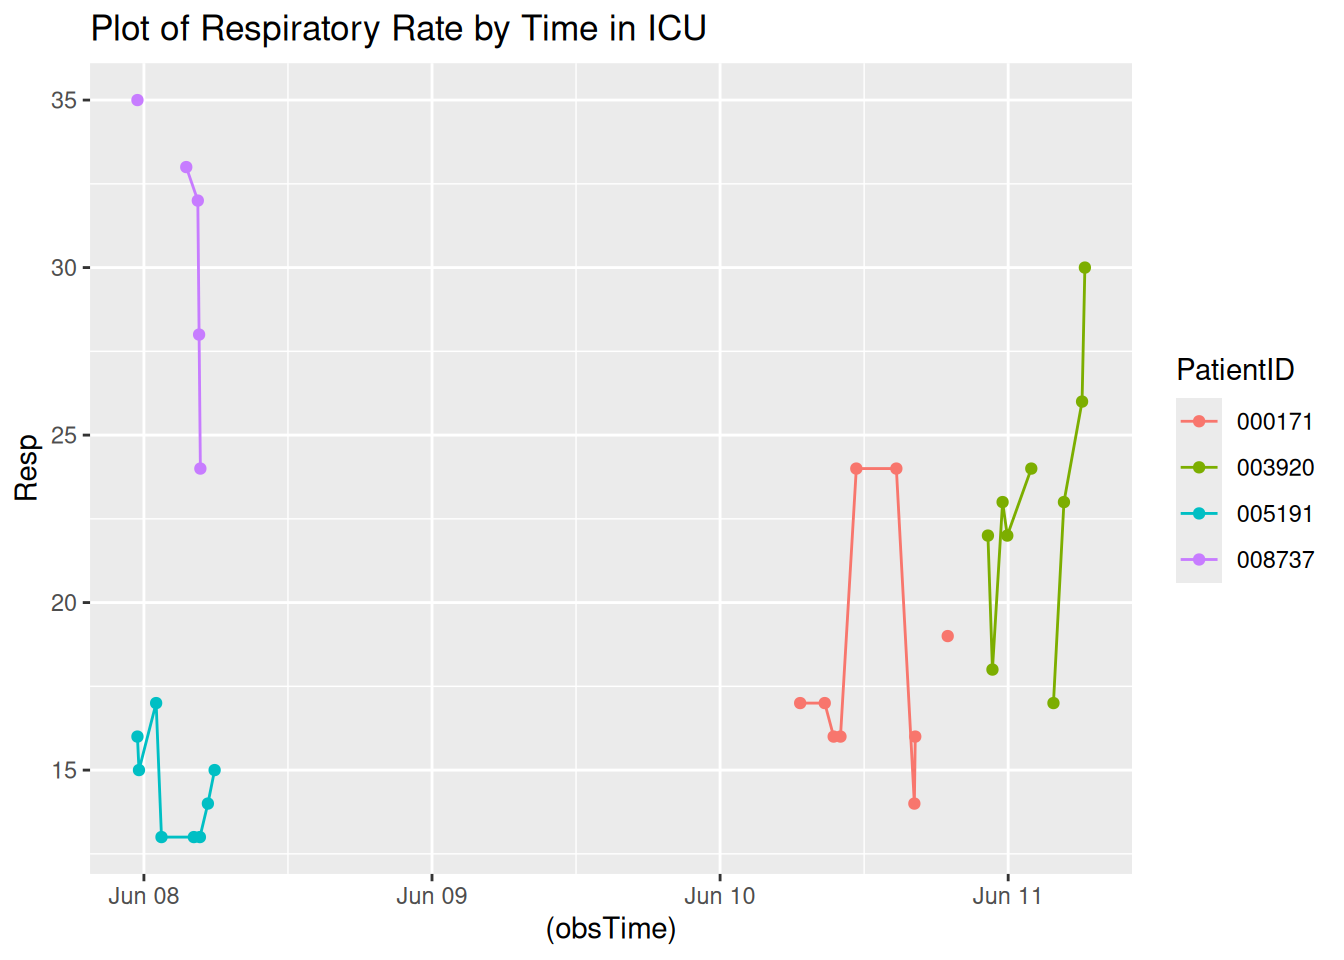 Plot of Respiratory Rate by Time in ICU
35
30
25
20
15
Resp
Jun 08
Jun 09
Jun 10
Jun 11
(obsTime)
PatientID
000171
003920
005191
008737